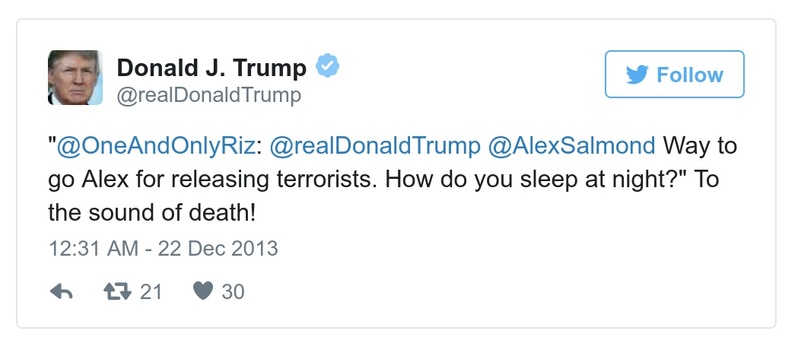 Donald J. Trump
@realDonaldTrump
Follow
"@OneAndOnlyRiz: @realDonaldTrump @AlexSalmond Way to
go Alex for releasing terrorists. How do you sleep at night?" To
the sound of death!
12:31 AM - 22 Dec 2013
21 30